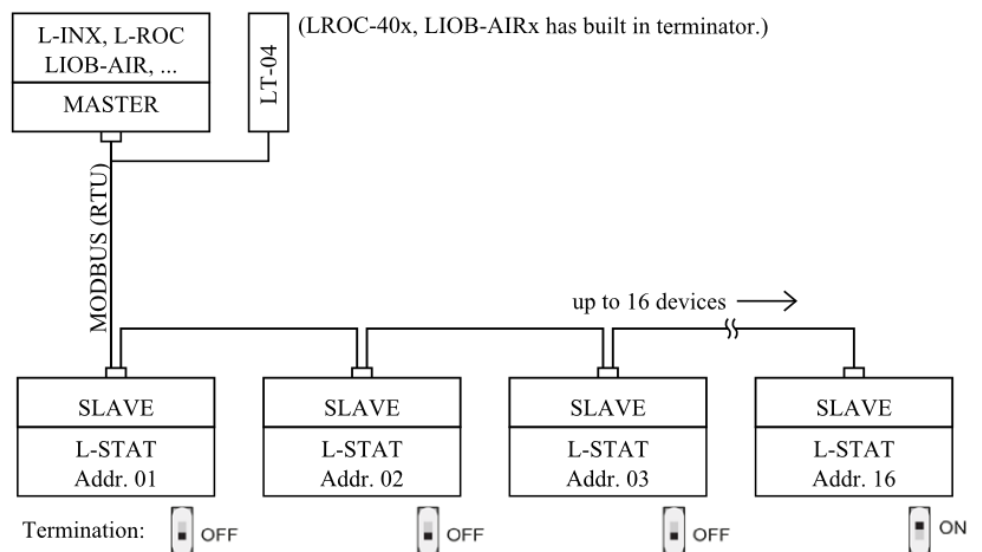 L-INX, L-ROC
LIOB-AIR, ...
MASTER
LT-04
(LROC-40x, LIOB-AIRx has built in terminator.)
MODBUS (RTU)
up to 16 devices
SLAVE
L-STAT
Addr. 01
SLAVE
L-STAT
Addr. 02
SLAVE
L-STAT
Addr. 03
SLAVE
L-STAT
Addr. 16
Termination:
OFF
OFF
OFF
ON